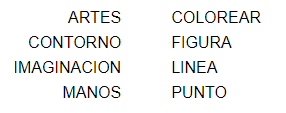 ARTES COLOREAR
CONTORNO FIGURA
IMAGINACION LINEA
MANOS PUNTO